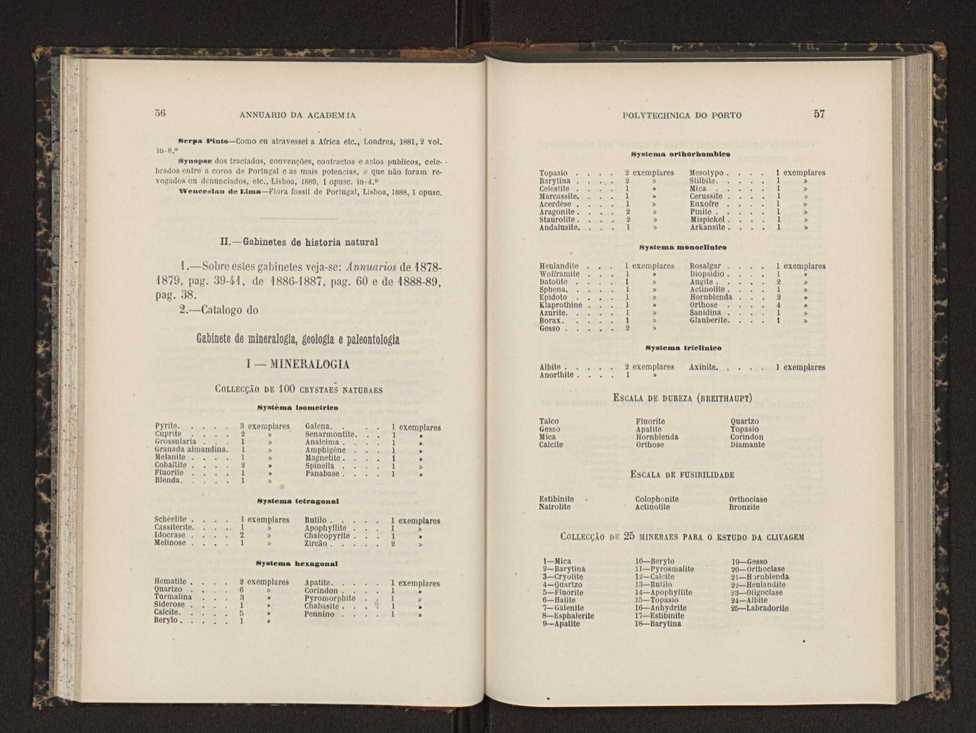 56
ANNUARIO DA ACADEMIA
Serpa Pinto—Como eu atravessei a Africa etc., Londres, 1881, 2 vol.
in-8.º
Synopse dos tractados, convenções, contractos e actos publicos, cele-
brados entre a coroa de Portugal e as mais potencias, e que não foram re-
vogados ou denunciados, etc., Lisboa, 1889, 1 opusc. in-4.º
Wenceslau de Lima—Flora fossil de Portugal, Lisboa, 1888, 1 opusc.
II.—Gabinetes de historia natural
1.—Sobre estes gabinetes veja-se: Annuarios de 1878-
1879, pag. 39-41, de 1886-1887, pag. 60 e de 1888-89,
pag. 38.
2.—Catalogo do
Gabinete de mineralogia, geologia e paleontologia
I — MINERALOGIA
COLLECÇÃO DE 100 CRYSTAES NATURAES
Systema isometrico
Pyrite. . . . . . 3 exemplares
Cuprite . . . . . 2 »
Grossularia . . . 1 »
Granada almandina. 1 »
Melanite . . . . 1 »
Cobaltite . . . . 2 »
Fluorite . . . . 1 »
Blenda. . . . . . 1 »
Galena. . . . . . 1 exemplares
Senarmontite. . . 1 »
Analcima . . . . 1 »
Amphigène . . . . 1 »
Magnetite . . . . 1 »
Spinella . . . . 1 »
Panabase . . . . 1 »
Systema tetragonal
Schéelite . . . . 1 exemplares
Cassiterite. . . . 1 »
Idocrase . . . . 2 »
Melinose . . . . 1 »
Rutilo . . . . . 1 exemplares
Apophyllite . . . 1 »
Chalcopyrite . . . 1 »
Zircão . . . . . 2 »
Systema hexagonal
Hematite . . . . 2 exemplares
Quartzo . . . . 6 »
Turmalina . . . 3 »
Siderose . . . . 1 »
Calcite. . . . . 5 »
Berylo . . . . . 1 »
Apatite. . . . . 1 exemplares
Corindon . . . . 1 »
Pyromorphite . . 1 »
Chabasite . . . . 1 »
Pennino . . . . 1 »
POLYTECHNICA DO PORTO
57
Systema orthorhombico
Topasio . . . . 2 exemplares
Barytina . . . . 2 »
Celestite . . . . 1 »
Marcassite. . . . 1 »
Acerdèse . . . . 1 »
Aragonite . . . . 2 »
Staurotite . . . . 2 »
Andalusite. . . . 1 »
Mesotypo . . . . 1 exemplares
Stilbite. . . . . 1 »
Mica . . . . . 1 »
Cerussite . . . . 1 »
Enxofre . . . . 1 »
Pinite . . . . . 1 »
Mispickel . . . . 1 »
Arkansite . . . . 1 »
Systema monoclinico
Heulandite . . . 1 exemplares
Wolframite . . . 1 »
Datolite . . . . 1 »
Sphena. . . . . 1 »
Epidoto . . . . 1 »
Klaprothine . . . 1 »
Azurite. . . . . 1 »
Borax. . . . . . 1 »
Gesso . . . . . 2 »
Rosalgar . . . . 1 exemplares
Diopsidio . . . . 1 »
Augite . . . . . 2 »
Actinolite . . . . 1 »
Hornblenda . . . 2 »
Orthose . . . . 4 »
Sanidina . . . . 1 »
Glauberite. . . . 1 »
Systema triclinico
Albite . . . . . 2 exemplares
Anorthite . . . . 1 »
Axinite. . . . . 1 exemplares
ESCALA DE DUREZA (BREITHAUPT)
Talco
Gesso
Mica
Calcite
Fluorite
Apatite
Hornblenda
Orthose
Quartzo
Topasio
Corindon
Diamante
ESCALA DE FUSIBILIDADE
Estibinite
Natrolite
Colophonite
Actinotite
Orthoclase
Bronzite
COLLECÇÃO DE 25 MINERAES PARA O ESTUDO DA CLIVAGEM
1—Mica
2—Barytina
3—Cryolite
4—Quartzo
5—Fluorite
6—Halite
7—Galenite
8—Esphalerite
9—Apatite
10—Berylo
11—Pyrosmalite
12—Calcite
13—Rutilo
14—Apophyllite
15—Topasio
16—Anhydrite
17—Estibinite
18—Barytina
19—Gesso
20—Orthoclase
21—Hornblenda
22—Heulandite
23—Oligoclase
24—Albite
25—Labradorite